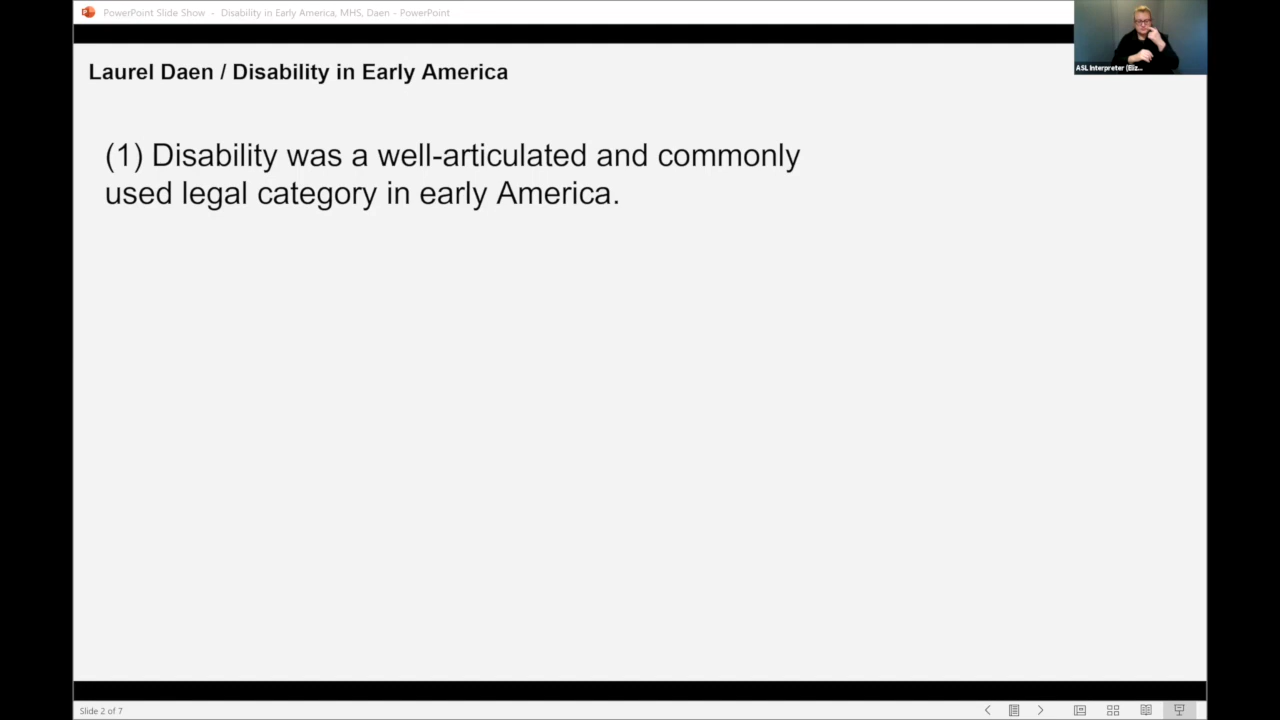 PowerPoint Slide Show - Disability in Early America, MHS, Daen - PowerPoint
ASL Interpreter (Eliz...
Laurel Daen / Disability in Early America
(1) Disability was a well-articulated and commonly
used legal category in early America.
Slide 2 of 7